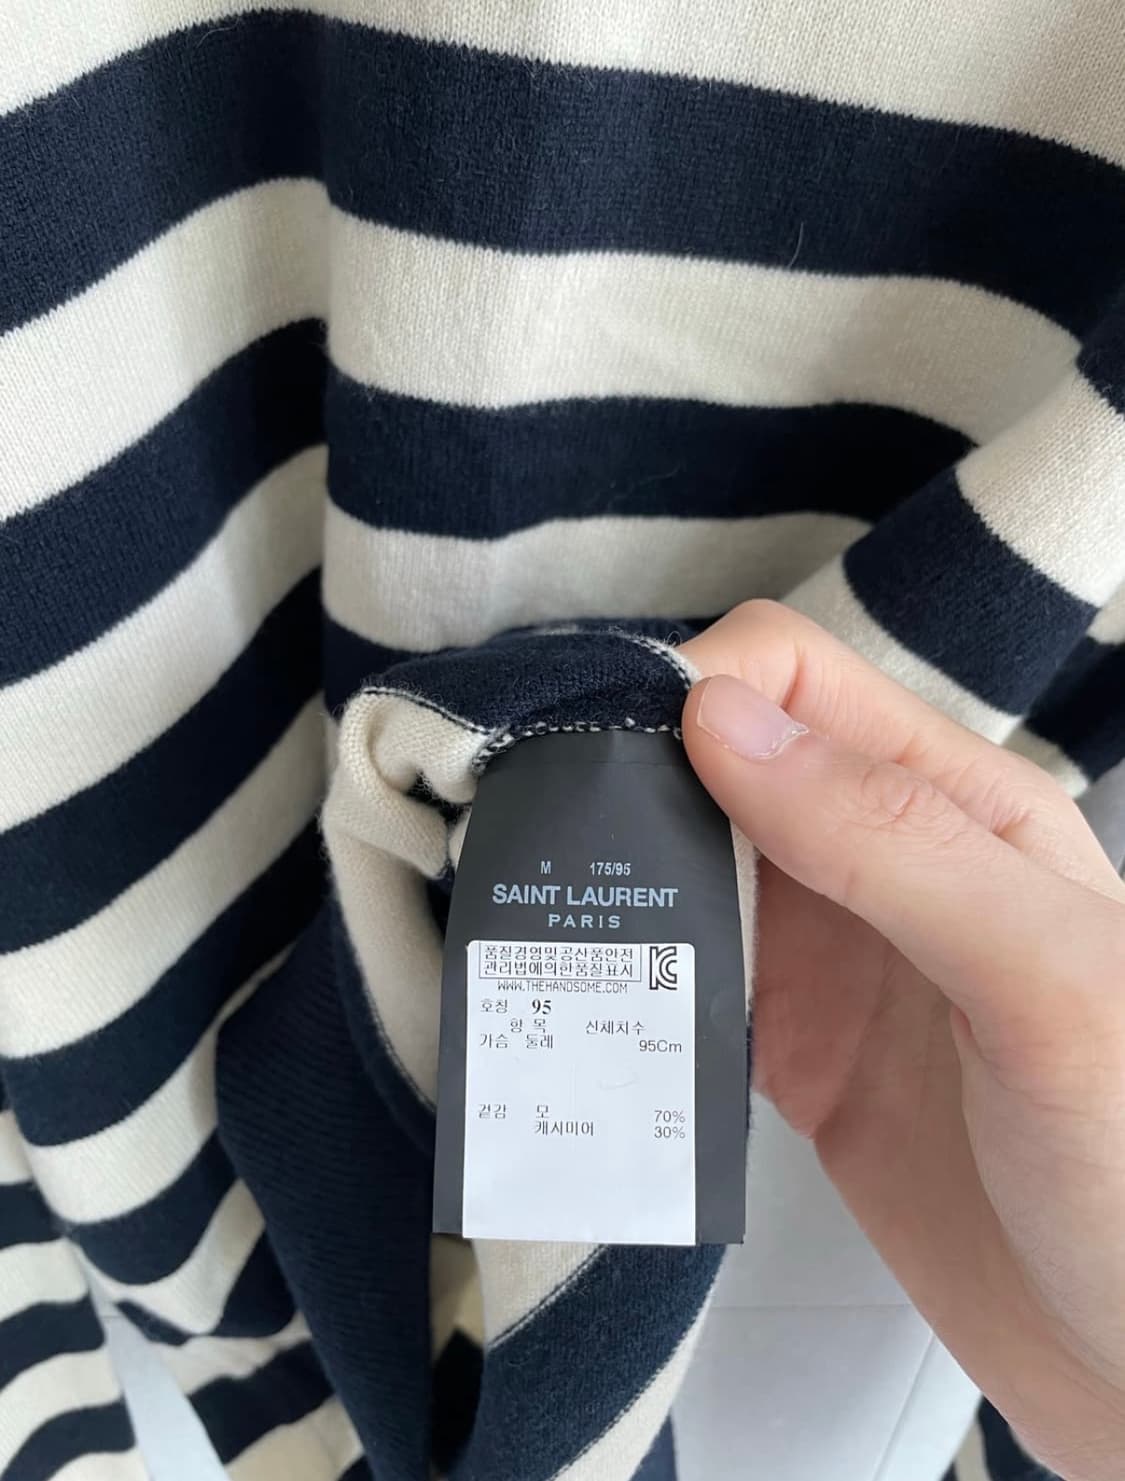 M 175/95
SAINT LAURENT
PARIS
품질경영및공산품안전
관리법에의한품질표시
WWW.THEHANDSOME.COM
호칭 95
항 목 신체치수
가슴 둘레 95Cm
겉감 모 70%
캐시미어 30%